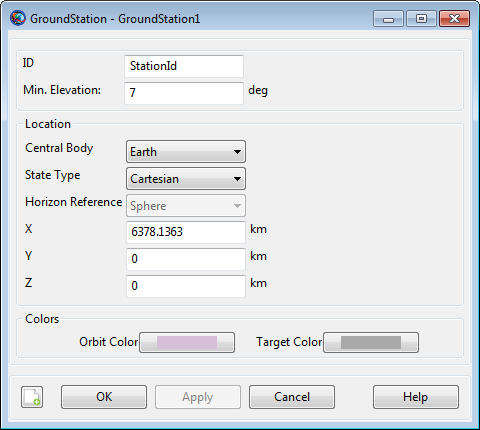 GroundStation - GroundStation1
ID StationId
Min. Elevation: 7 deg
Location
Central Body Earth
State Type Cartesian
Horizon Reference Sphere
X 6378.1363 km
Y 0 km
Z 0 km
Colors
Orbit Color Target Color
OK Apply Cancel Help